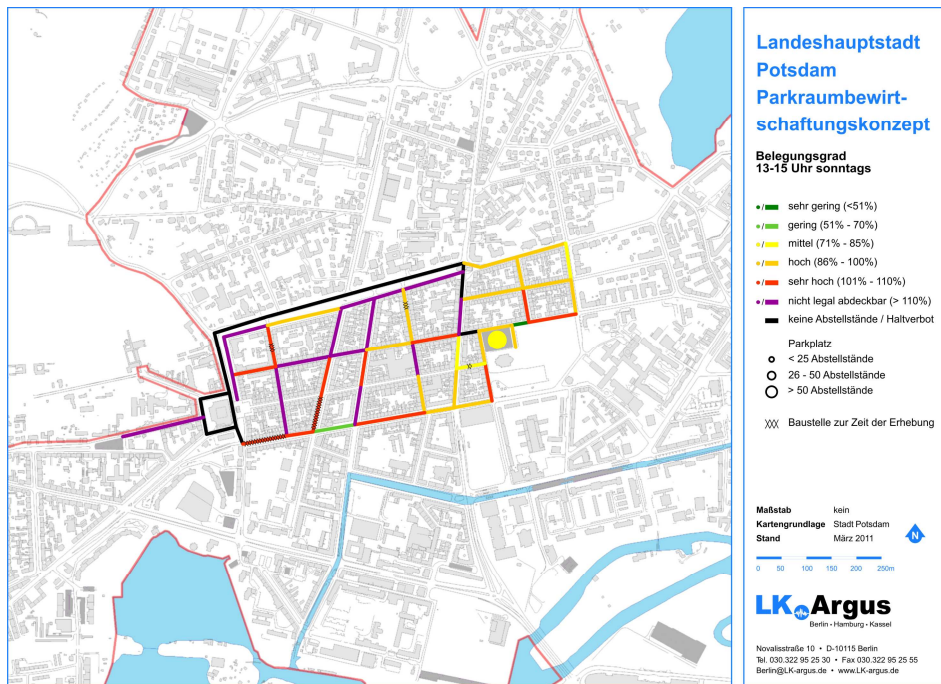 Landeshauptstadt
Potsdam
Parkraumbewirt-
schaftungskonzept
Belegungsgrad
13-15 Uhr sonntags
sehr gering (<51%)
gering (51% - 70%)
mittel (71% - 85%)
hoch (86% - 100%)
sehr hoch (101% - 110%)
nicht legal abdeckbar (> 110%)
keine Abstellstände / Haltverbot
Parkplatz
< 25 Abstellstände
26 - 50 Abstellstände
> 50 Abstellstände
Baustelle zur Zeit der Erhebung
Maßstab kein
Kartengrundlage Stadt Potsdam
Stand März 2011
N
0 50 100 150 200 250m
LK Argus
Berlin • Hamburg • Kassel
Novalisstraße 10 • D-10115 Berlin
Tel. 030.322 95 25 30 • Fax 030.322 95 25 55
Berlin@LK-argus.de • www.LK-argus.de